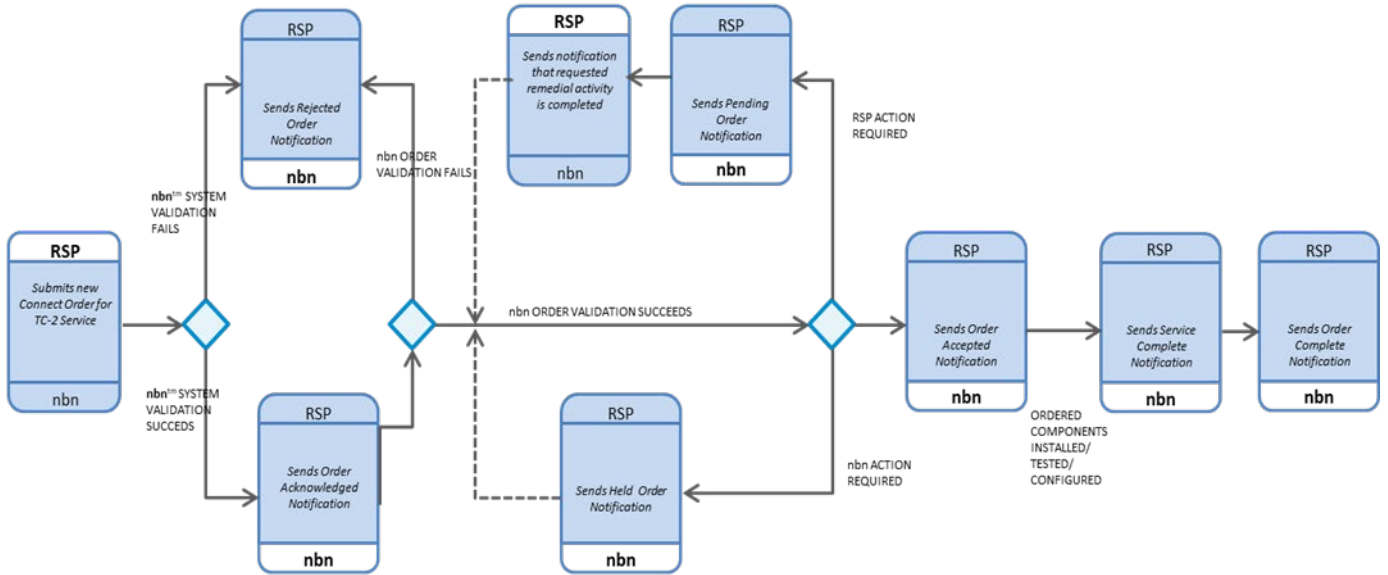 RSP
Sends Rejected
Order
Notification
nbn
RSP
Sends notification
that requested
remedial activity
is completed
nbn
RSP
Sends Pending
Order
Notification
nbn
RSP ACTION
REQUIRED
nbn ORDER
VALIDATION FAILS
nbn™ SYSTEM
VALIDATION
FAILS
RSP
Submits new
Connect Order for
TC-2 Service
nbn
nbn ORDER VALIDATION SUCCEEDS
RSP
Sends Order
Accepted
Notification
nbn
RSP
Sends Service
Complete
Notification
nbn
RSP
Sends Order
Complete
Notification
nbn
nbn™ SYSTEM
VALIDATION
SUCCEDS
RSP
Sends Order
Acknowledged
Notification
nbn
RSP
Sends Held Order
Notification
nbn
nbn ACTION
REQUIRED
ORDERED
COMPONENTS
INSTALLED/
TESTED/
CONFIGURED